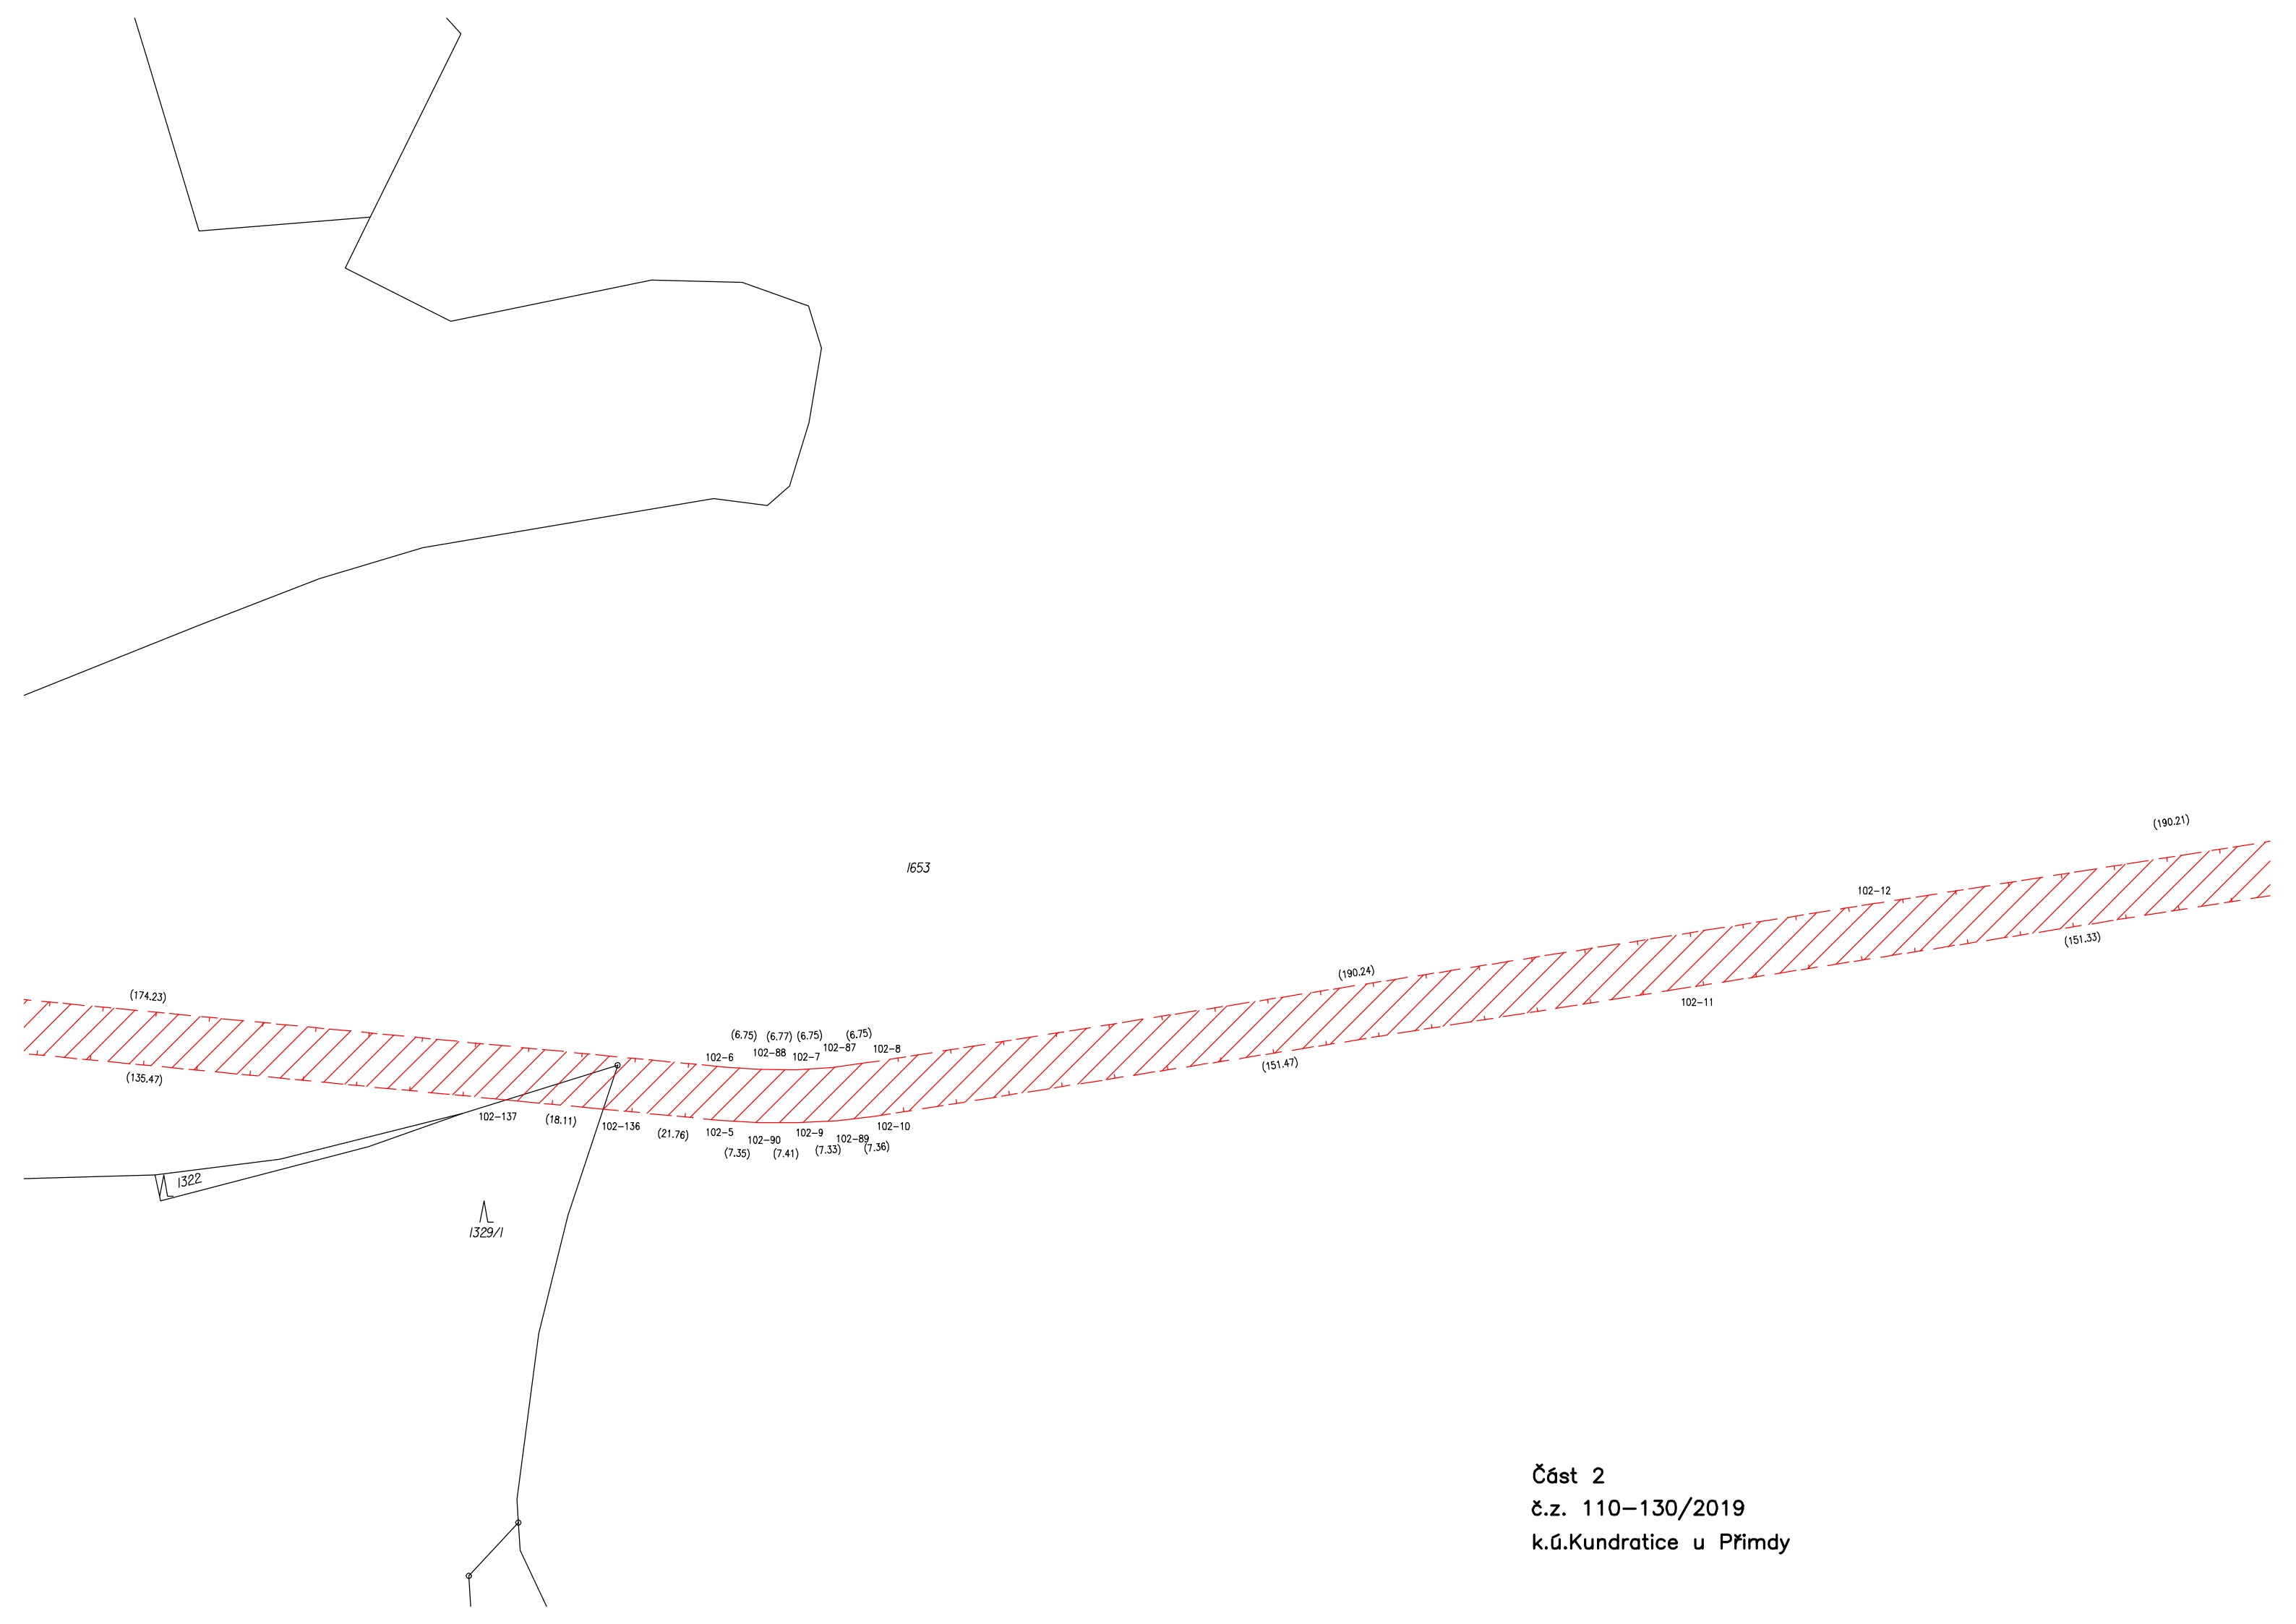 (190.21)
1653
102-12
(151.33)
(190.24)
102-11
(174.23)
(6.75) (6.77) (6.75) (6.75)
102-6 102-88 102-7 102-87 102-8
(151.47)
(135.47)
102-137 (18.11) 102-136 (21.76) 102-5 102-90 102-9 102-89 102-10
(7.35) (7.41) (7.33) (7.36)
1322
1329/1
Část 2
č.z. 110-130/2019
k.ú.Kundratice u Přimdy